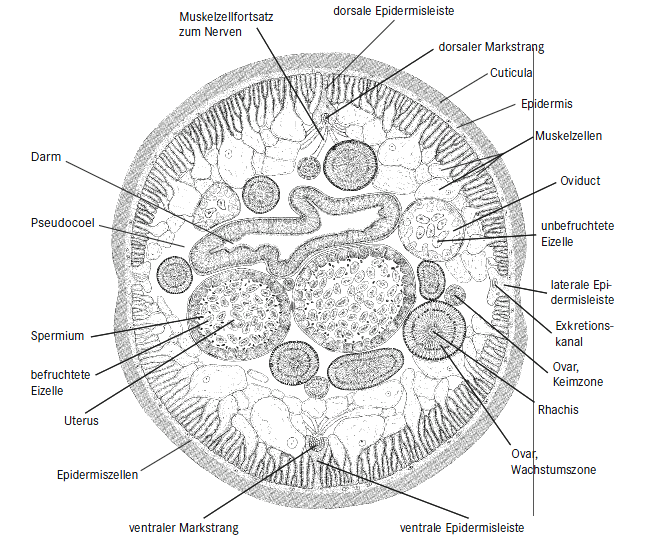 dorsale Epidermisleiste
Muskelzellfortsatz
zum Nerven
dorsaler Markstrang
Cuticula
Epidermis
Muskelzellen
Darm
Oviduct
Pseudocoel
unbefruchtete
Eizelle
laterale Epi-
dermisleiste
Exkretions-
kanal
Spermium
Ovar,
Keimzone
befruchtete
Eizelle
Rhachis
Uterus
Ovar,
Wachstumszone
Epidermiszellen
ventraler Markstrang
ventrale Epidermisleiste